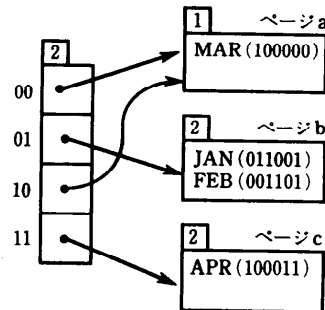 1 ページa
MAR(100000)
2
00
01
10
11
2 ページb
JAN(011001)
FEB(001101)
2 ページc
APR(100011)